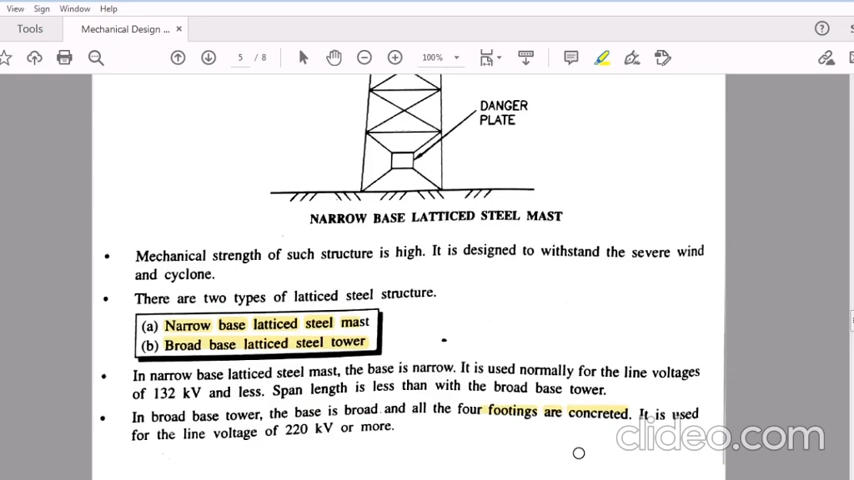 View Sign Window Help
Tools Mechanical Design ... ×
5 / 8 100%
DANGER
PLATE
NARROW BASE LATTICED STEEL MAST
• Mechanical strength of such structure is high. It is designed to withstand the severe wind
and cyclone.
• There are two types of latticed steel structure.
(a) Narrow base latticed steel mast
(b) Broad base latticed steel tower
• In narrow base latticed steel mast, the base is narrow. It is used normally for the line voltages
of 132 kV and less. Span length is less than with the broad base tower.
• In broad base tower, the base is broad and all the four footings are concreted. It is used
for the line voltage of 220 kV or more.
clideo.com